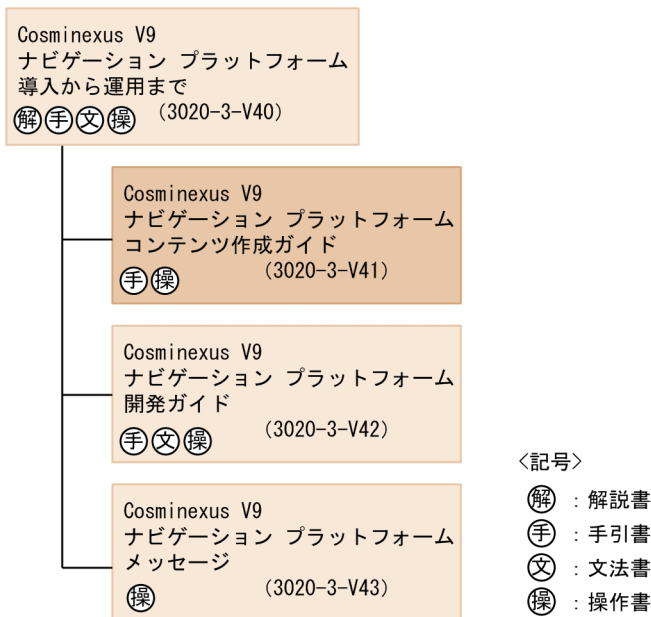 Cosminexus V9
ナビゲーション プラットフォーム
導入から運用まで
解手文操 (3020-3-V40)
Cosminexus V9
ナビゲーション プラットフォーム
コンテンツ作成ガイド
手操 (3020-3-V41)
Cosminexus V9
ナビゲーション プラットフォーム
開発ガイド
手文操 (3020-3-V42)
Cosminexus V9
ナビゲーション プラットフォーム
メッセージ
操 (3020-3-V43)
〈記号〉
解 : 解説書
手 : 手引書
文 : 文法書
操 : 操作書